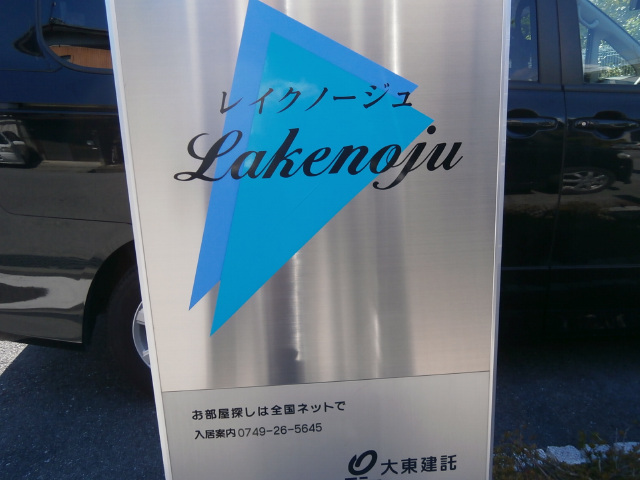 レイクノージュ
Lakenoju
お部屋探しは全国ネットで
入居案内 0749-26-5645
大東建託